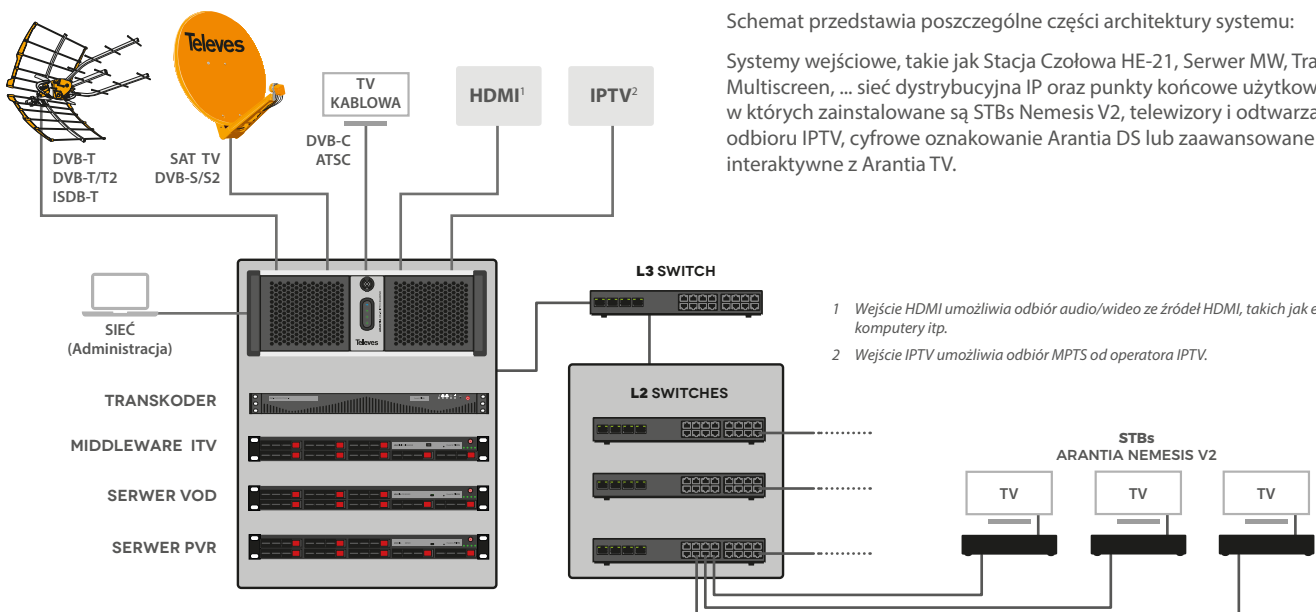 Schemat przedstawia poszczególne części architektury systemu:
Systemy wejściowe, takie jak Stacja Czołowa HE-21, Serwer MW,
Multiscreen, ... sieć dystrybucyjna IP oraz punkty końcowe
w których zainstalowane są STBs Nemesis V2, telewizory i
odbioru IPTV, cyfrowe oznakowanie Arantia DS lub zaawansowane
interaktywne z Arantia TV.
Televes
DVB-T
DVB-T/T2
ISDB-T
SAT TV
DVB-S/S2
TV
KABLOWA
DVB-C
ATSC
HDMI1
IPTV2
SIEĆ
(Administracja)
Televes
TRANSKODER
MIDDLEWARE ITV
SERWER VOD
SERWER PVR
L3 SWITCH
L2 SWITCHES
1 Wejście HDMI umożliwia odbiór audio/wideo ze źródeł HDMI, takich jak
komputery itp.
2 Wejście IPTV umożliwia odbiór MPTS od operatora IPTV.
STBs
ARANTIA NEMESIS V2
TV
TV
TV